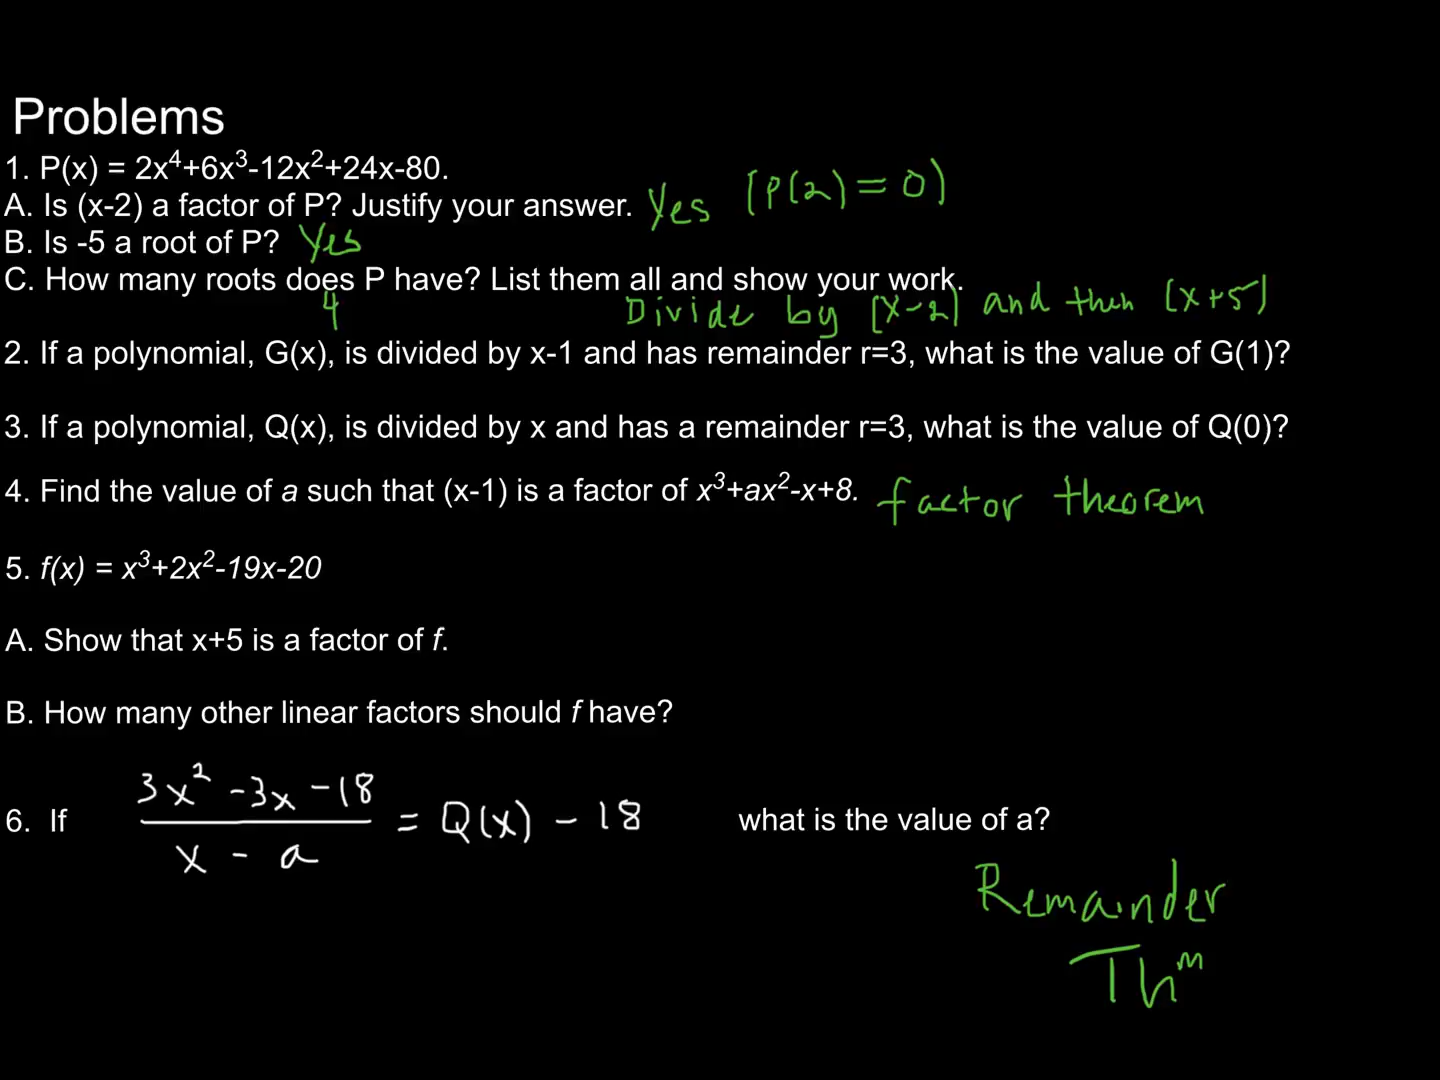 Problems
1. P(x) = 2x⁴+6x³-12x²+24x-80.
A. Is (x-2) a factor of P? Justify your answer. Yes (P(2) = 0)
B. Is -5 a root of P? Yes
C. How many roots does P have? List them all and show your work.
4 Divide by (x-2) and then (x+5)
2. If a polynomial, G(x), is divided by x-1 and has remainder r=3, what is the value of G(1)?
3. If a polynomial, Q(x), is divided by x and has a remainder r=3, what is the value of Q(0)?
4. Find the value of a such that (x-1) is a factor of x³+ax²-x+8. factor theorem
5. f(x) = x³+2x²-19x-20
A. Show that x+5 is a factor of f.
B. How many other linear factors should f have?
3x² -3x -18
6. If = Q(x) - 18 what is the value of a?
x - a
Remainder
Thᵐ